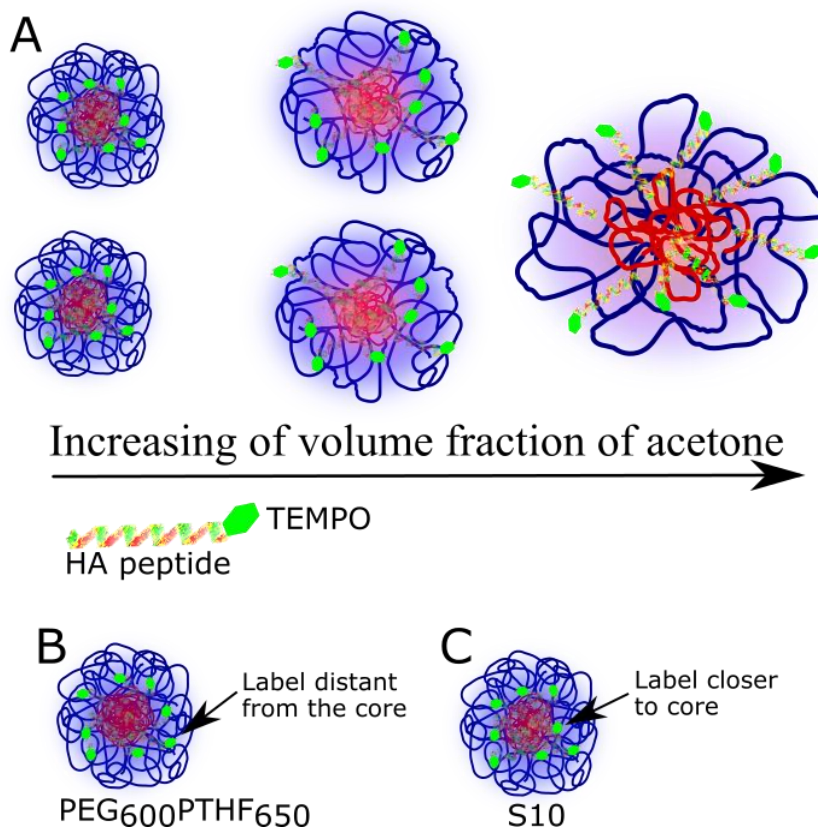 A
Increasing of volume fraction of acetone
TEMPO
HA peptide
B
Label distant
from the core
PEG600PTHF650
C
Label closer
to core
S10